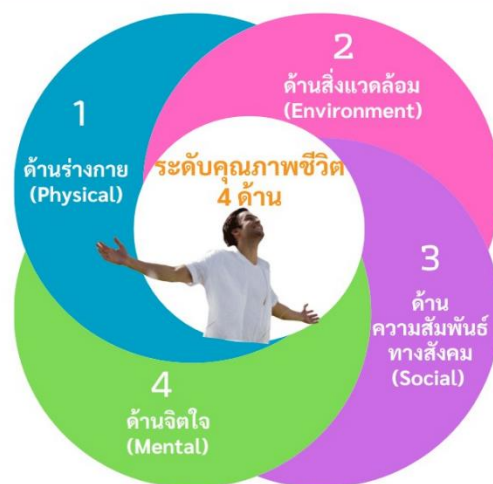 ระดับคุณภาพชีวิต
4 ด้าน
1
ด้านร่างกาย
(Physical)
2
ด้านสิ่งแวดล้อม
(Environment)
3
ด้าน
ความสัมพันธ์
ทางสังคม
(Social)
4
ด้านจิตใจ
(Mental)